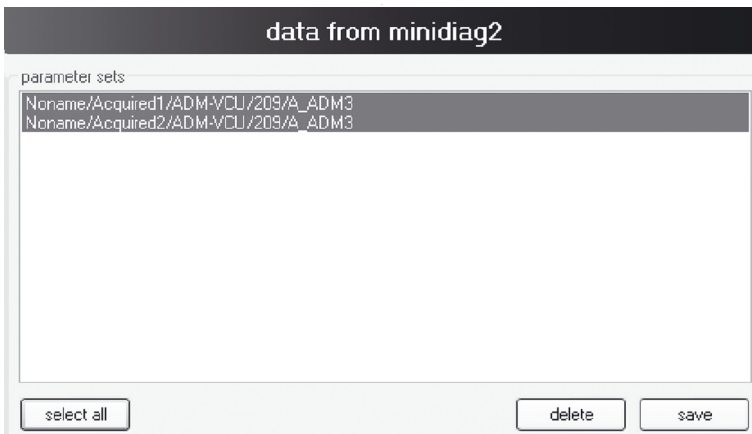 data from minidiag2
parameter sets
Noname/Acquired1/ADM-VCU/209/A_ADM3
Noname/Acquired2/ADM-VCU/209/A_ADM3
select all
delete
save